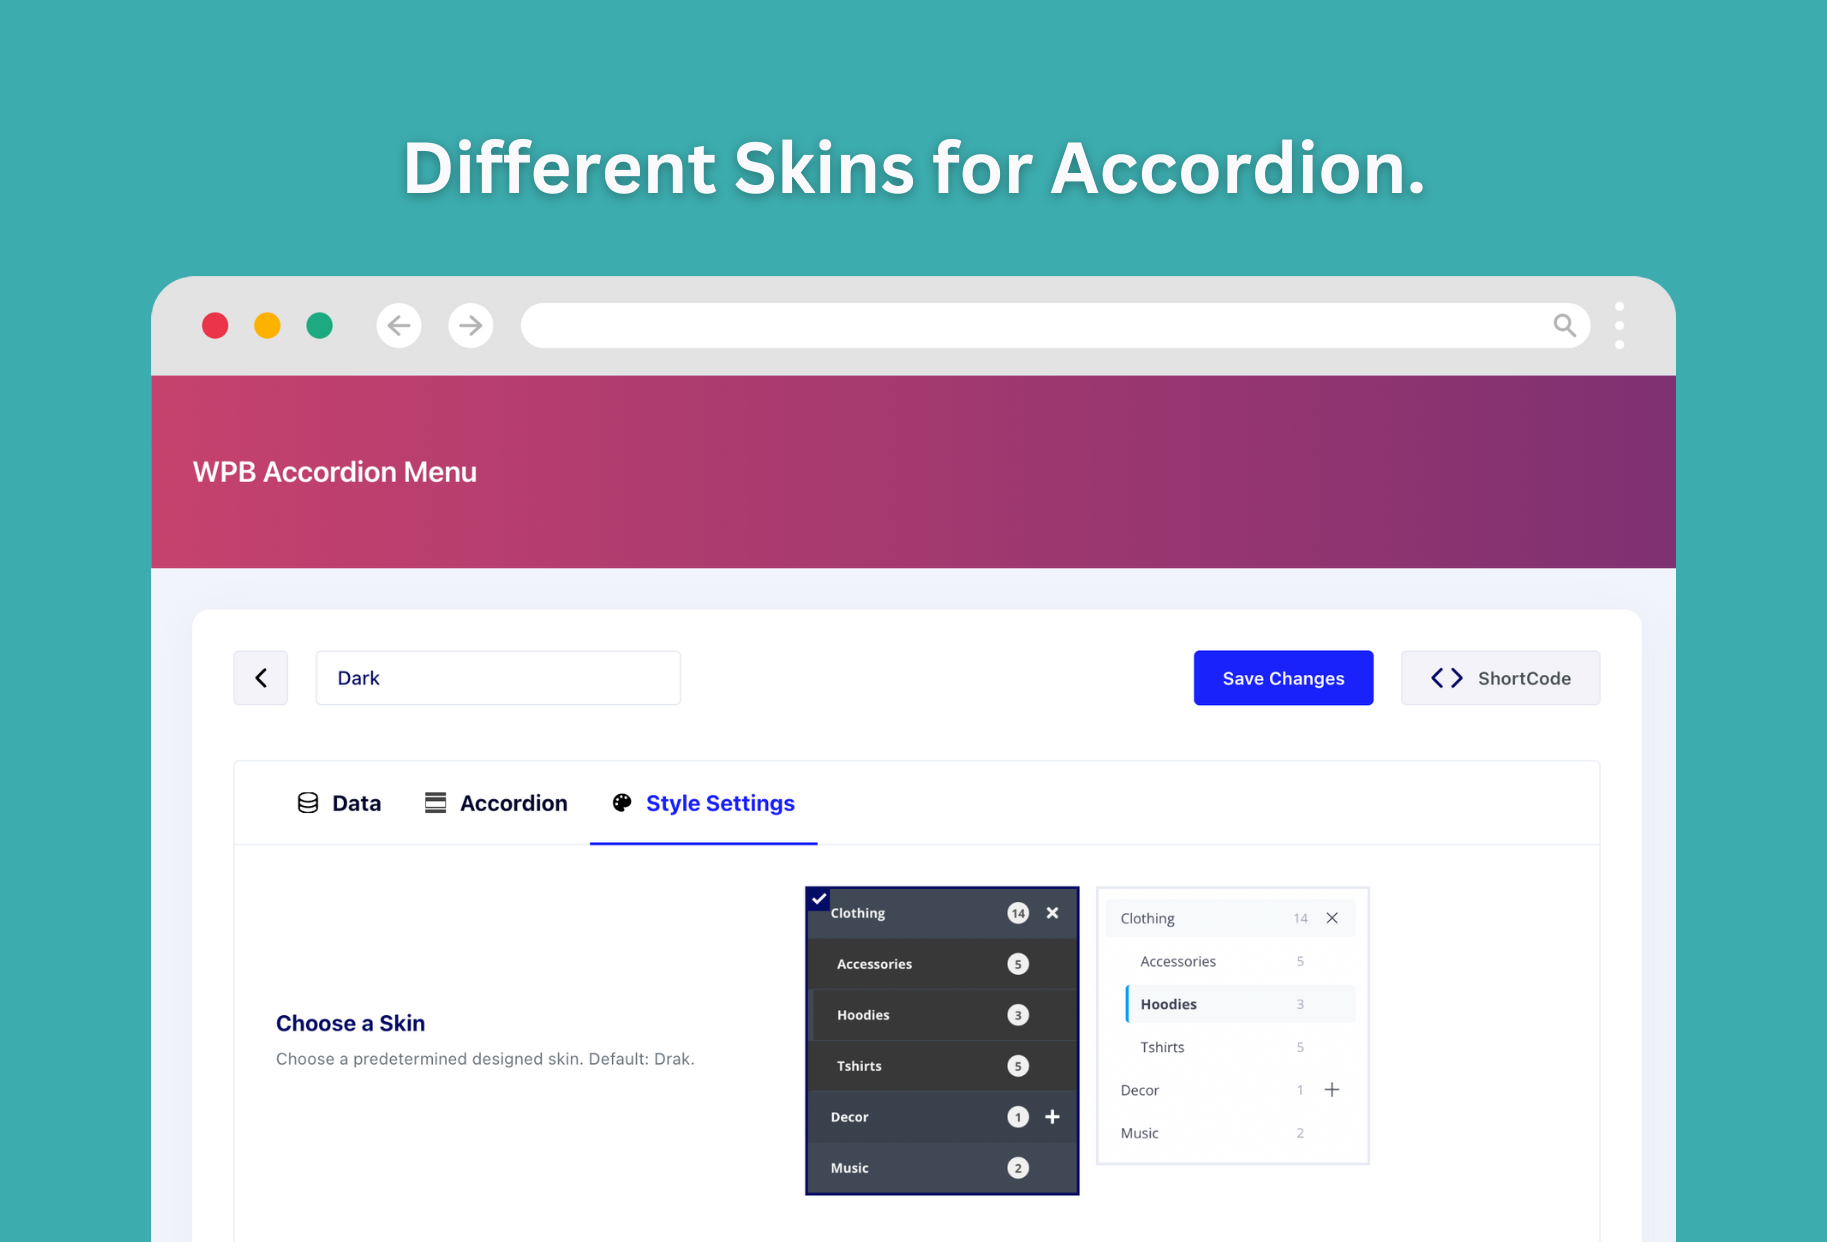 Different Skins for Accordion.
WPB Accordion Menu
Dark
Save Changes
ShortCode
Data
Accordion
Style Settings
Choose a Skin
Choose a predetermined designed skin. Default: Drak.
Clothing 14
Accessories 5
Hoodies 3
Tshirts 5
Decor 1
Music 2
Clothing 14
Accessories 5
Hoodies 3
Tshirts 5
Decor 1
Music 2